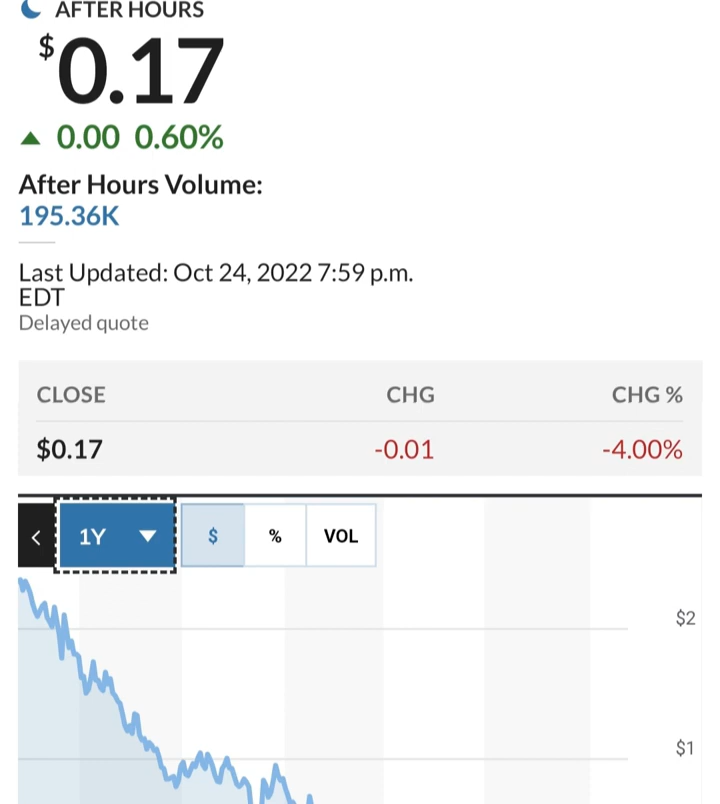 AFTER HOURS
$0.17
▲ 0.00 0.60%
After Hours Volume:
195.36K
Last Updated: Oct 24, 2022 7:59 p.m.
EDT
Delayed quote
CLOSE CHG CHG %
$0.17 -0.01 -4.00%
< 1Y ▼ $ % VOL
$2
$1